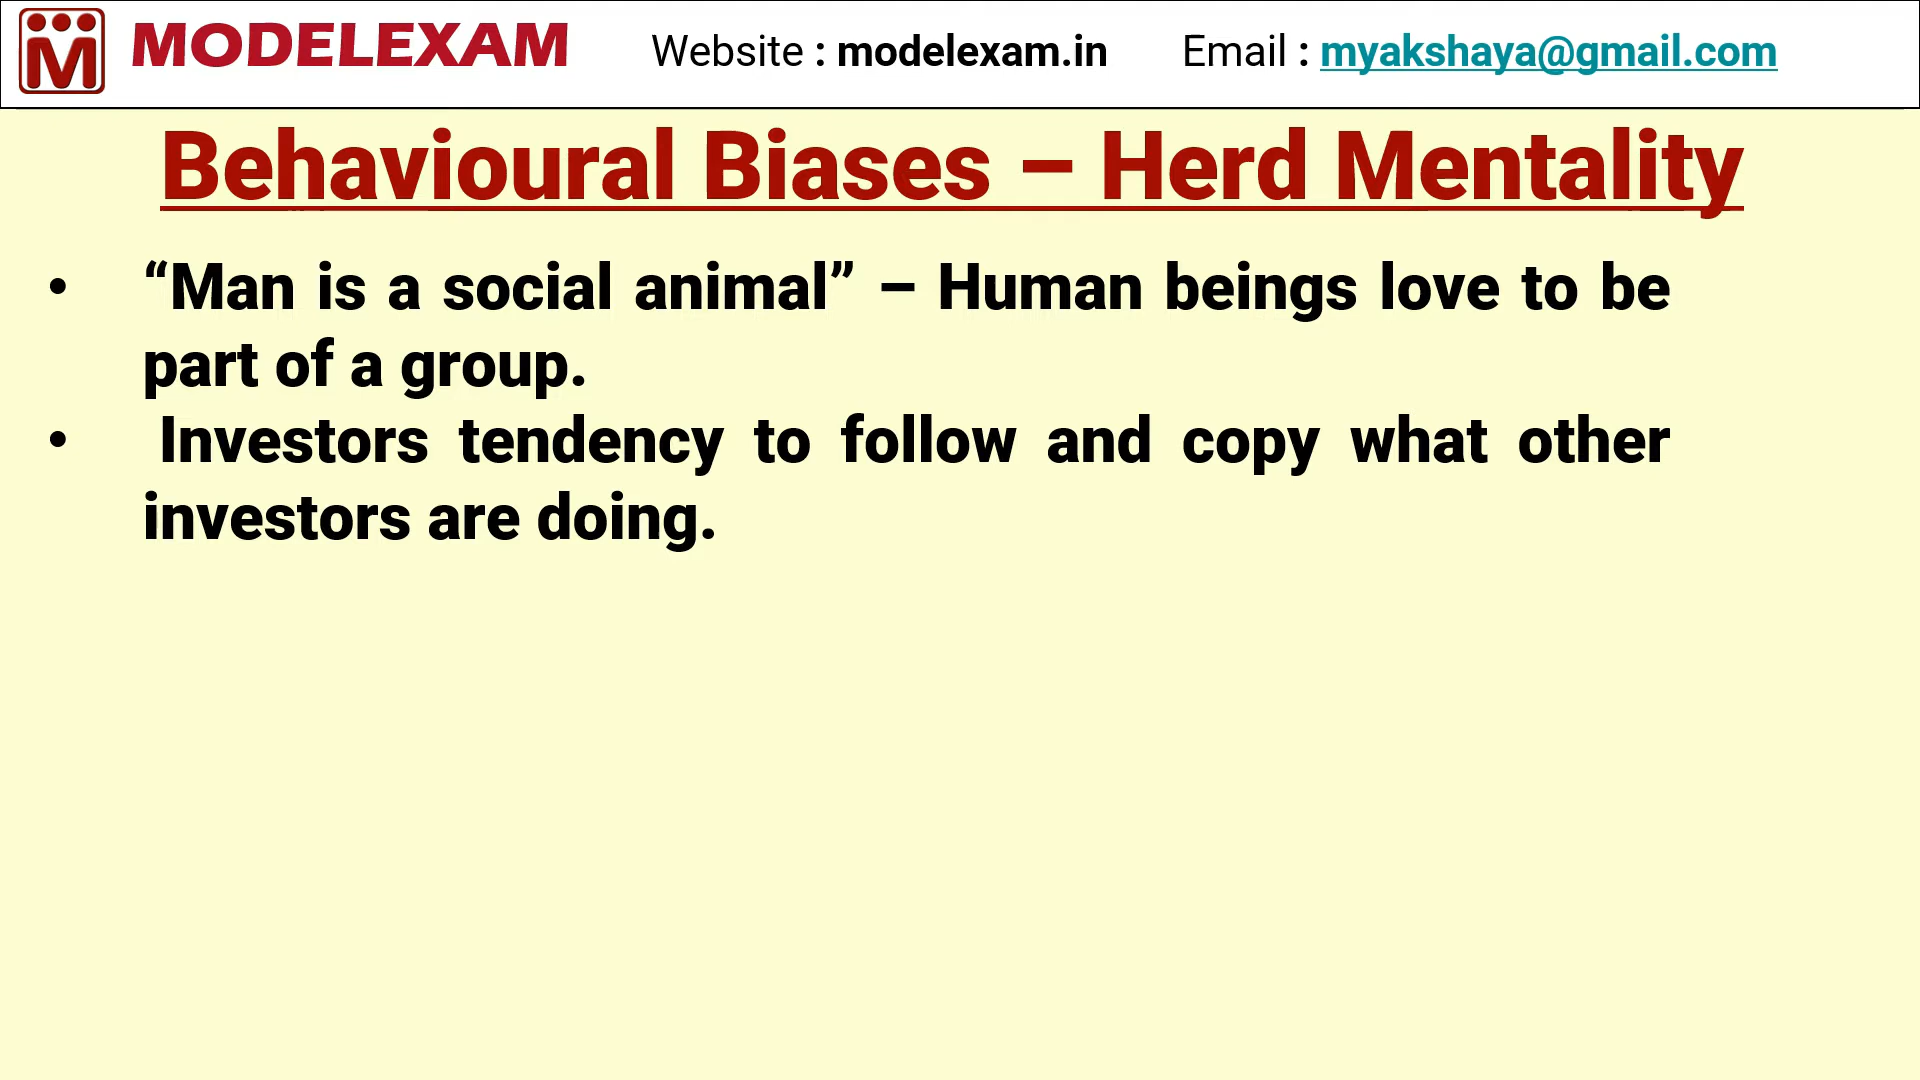 MODELEXAM Website : modelexam.in Email : myakshaya@gmail.com
Behavioural Biases – Herd Mentality
• “Man is a social animal” – Human beings love to be
part of a group.
• Investors tendency to follow and copy what other
investors are doing.